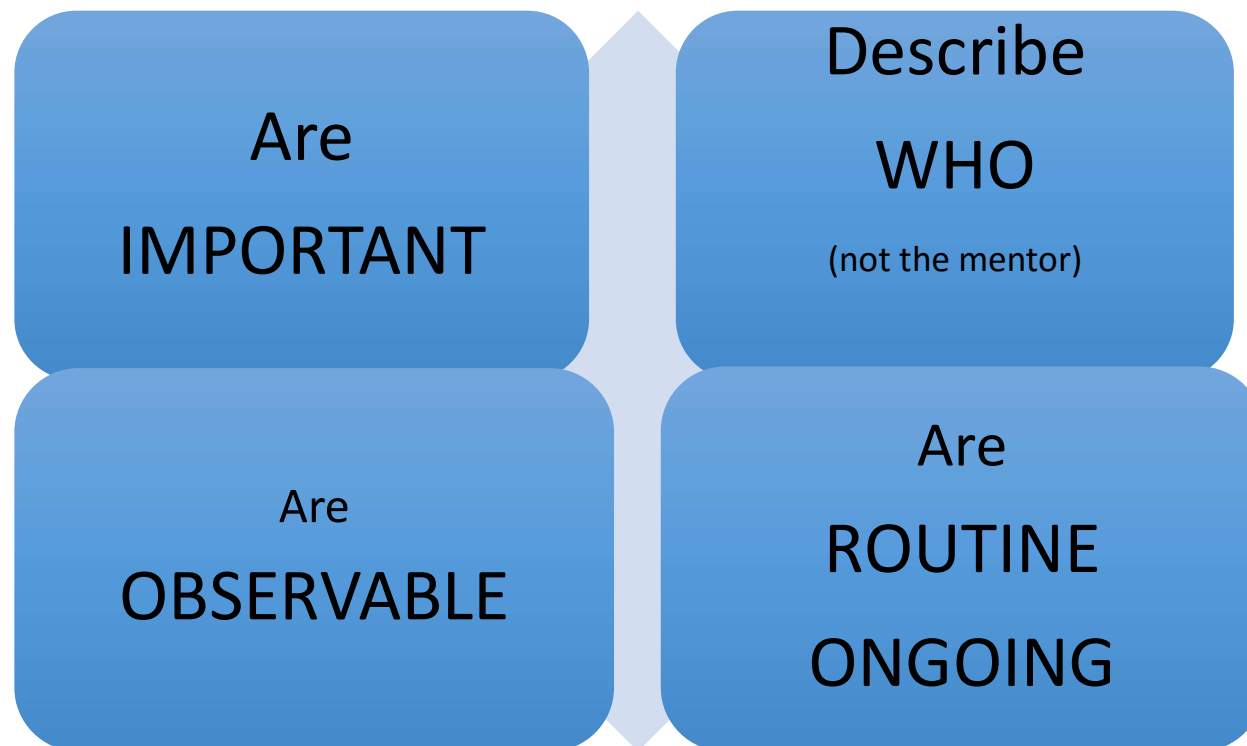 Are
IMPORTANT
Describe
WHO
(not the mentor)
Are
OBSERVABLE
Are
ROUTINE
ONGOING